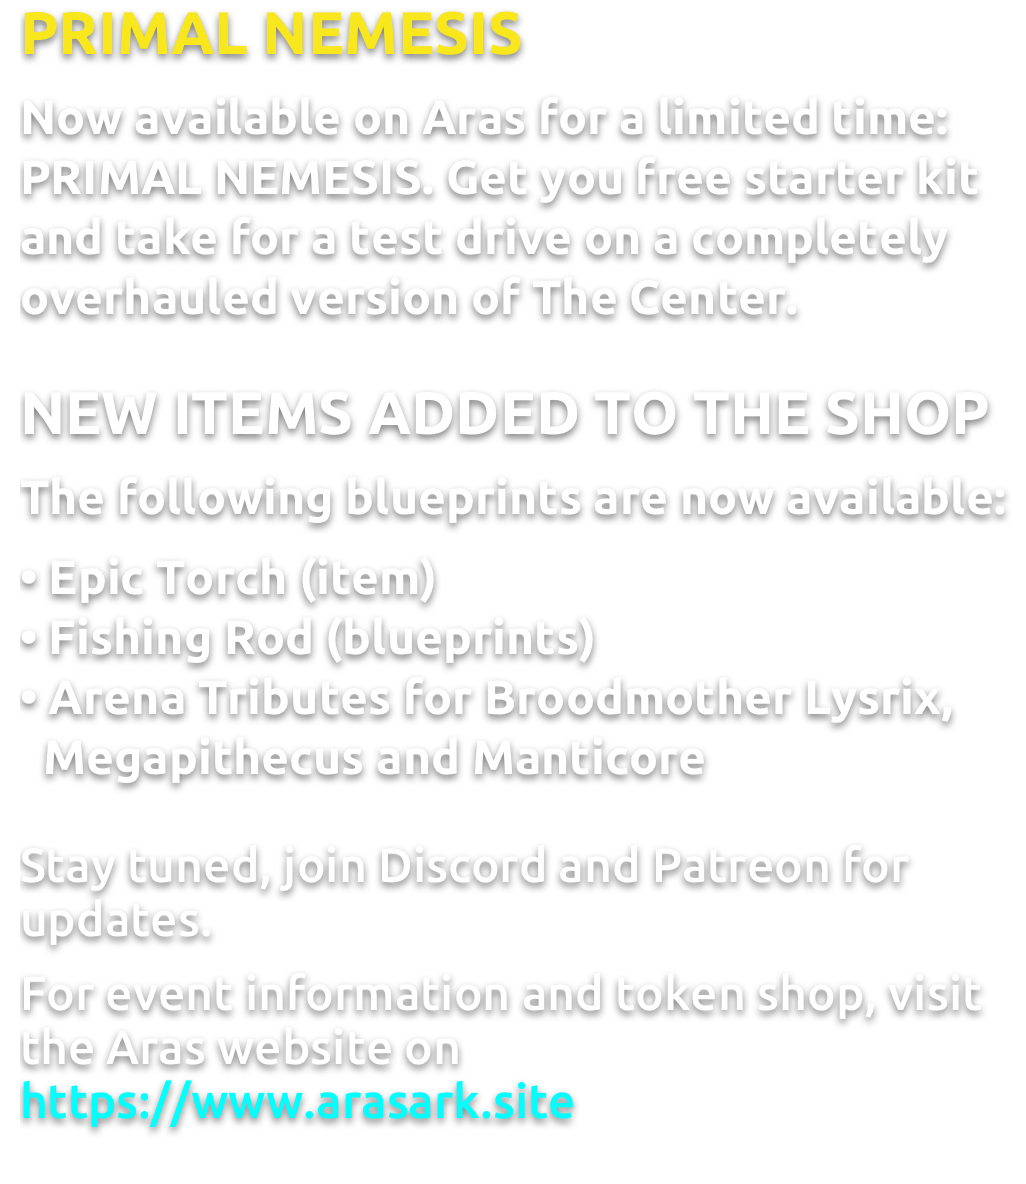 PRIMAL NEMESIS
Now available on Aras for a limited time:
PRIMAL NEMESIS. Get you free starter kit
and take for a test drive on a completely
overhauled version of The Center.
NEW ITEMS ADDED TO THE SHOP
The following blueprints are now available:
• Epic Torch (item)
• Fishing Rod (blueprints)
• Arena Tributes for Broodmother Lysrix,
Megapithecus and Manticore
Stay tuned, join Discord and Patreon for
updates.
For event information and token shop, visit
the Aras website on
https://www.arasark.site